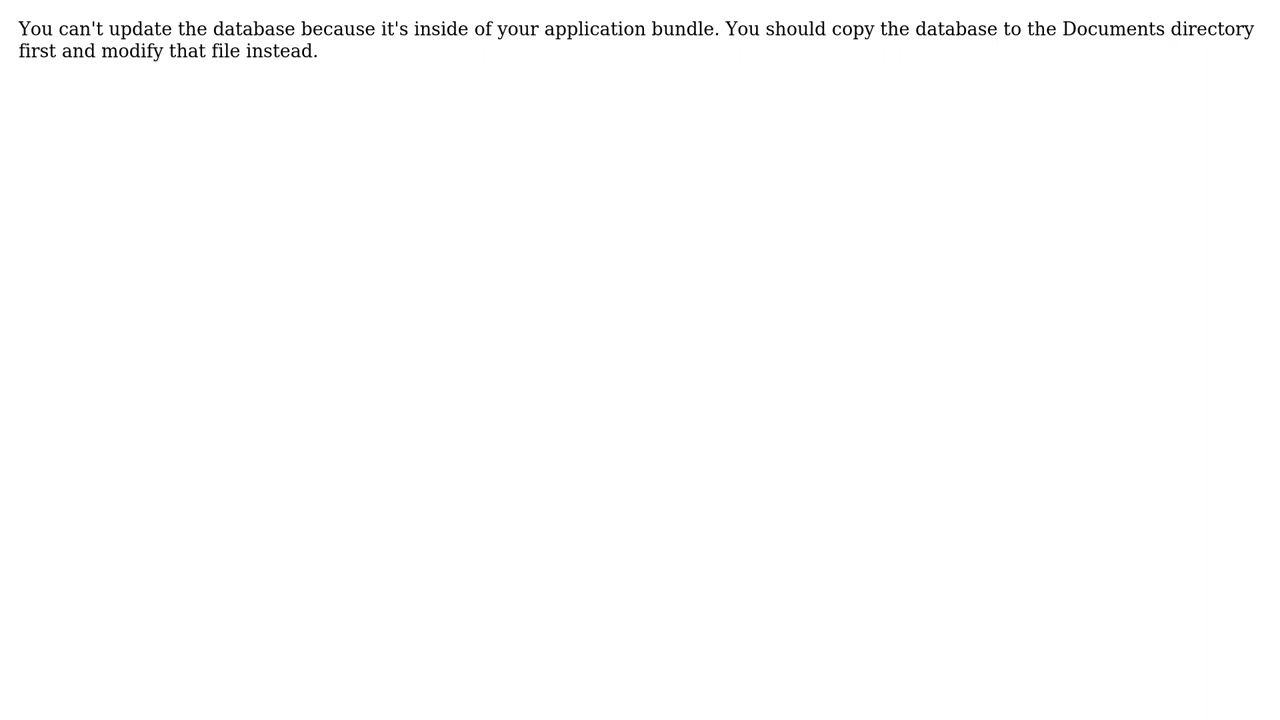 You can't update the database because it's inside of your application bundle. You should copy the database to the Documents directory
first and modify that file instead.